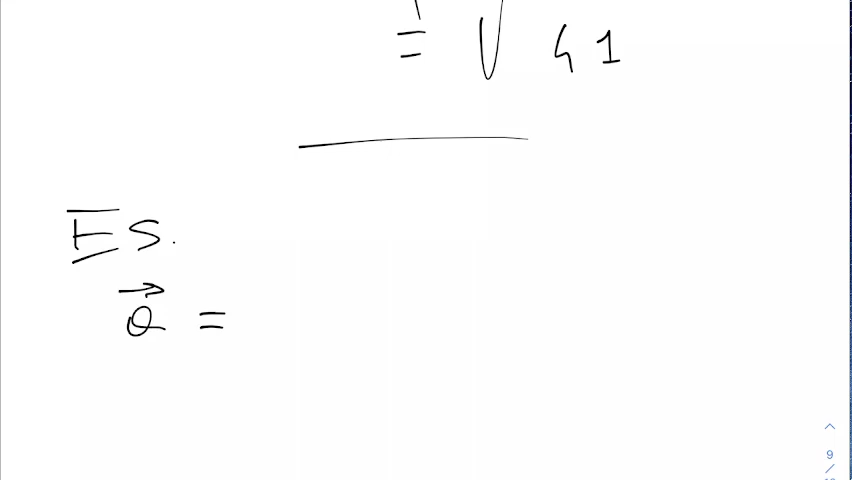 = √ 41
Es.
a⃗ =
9
/